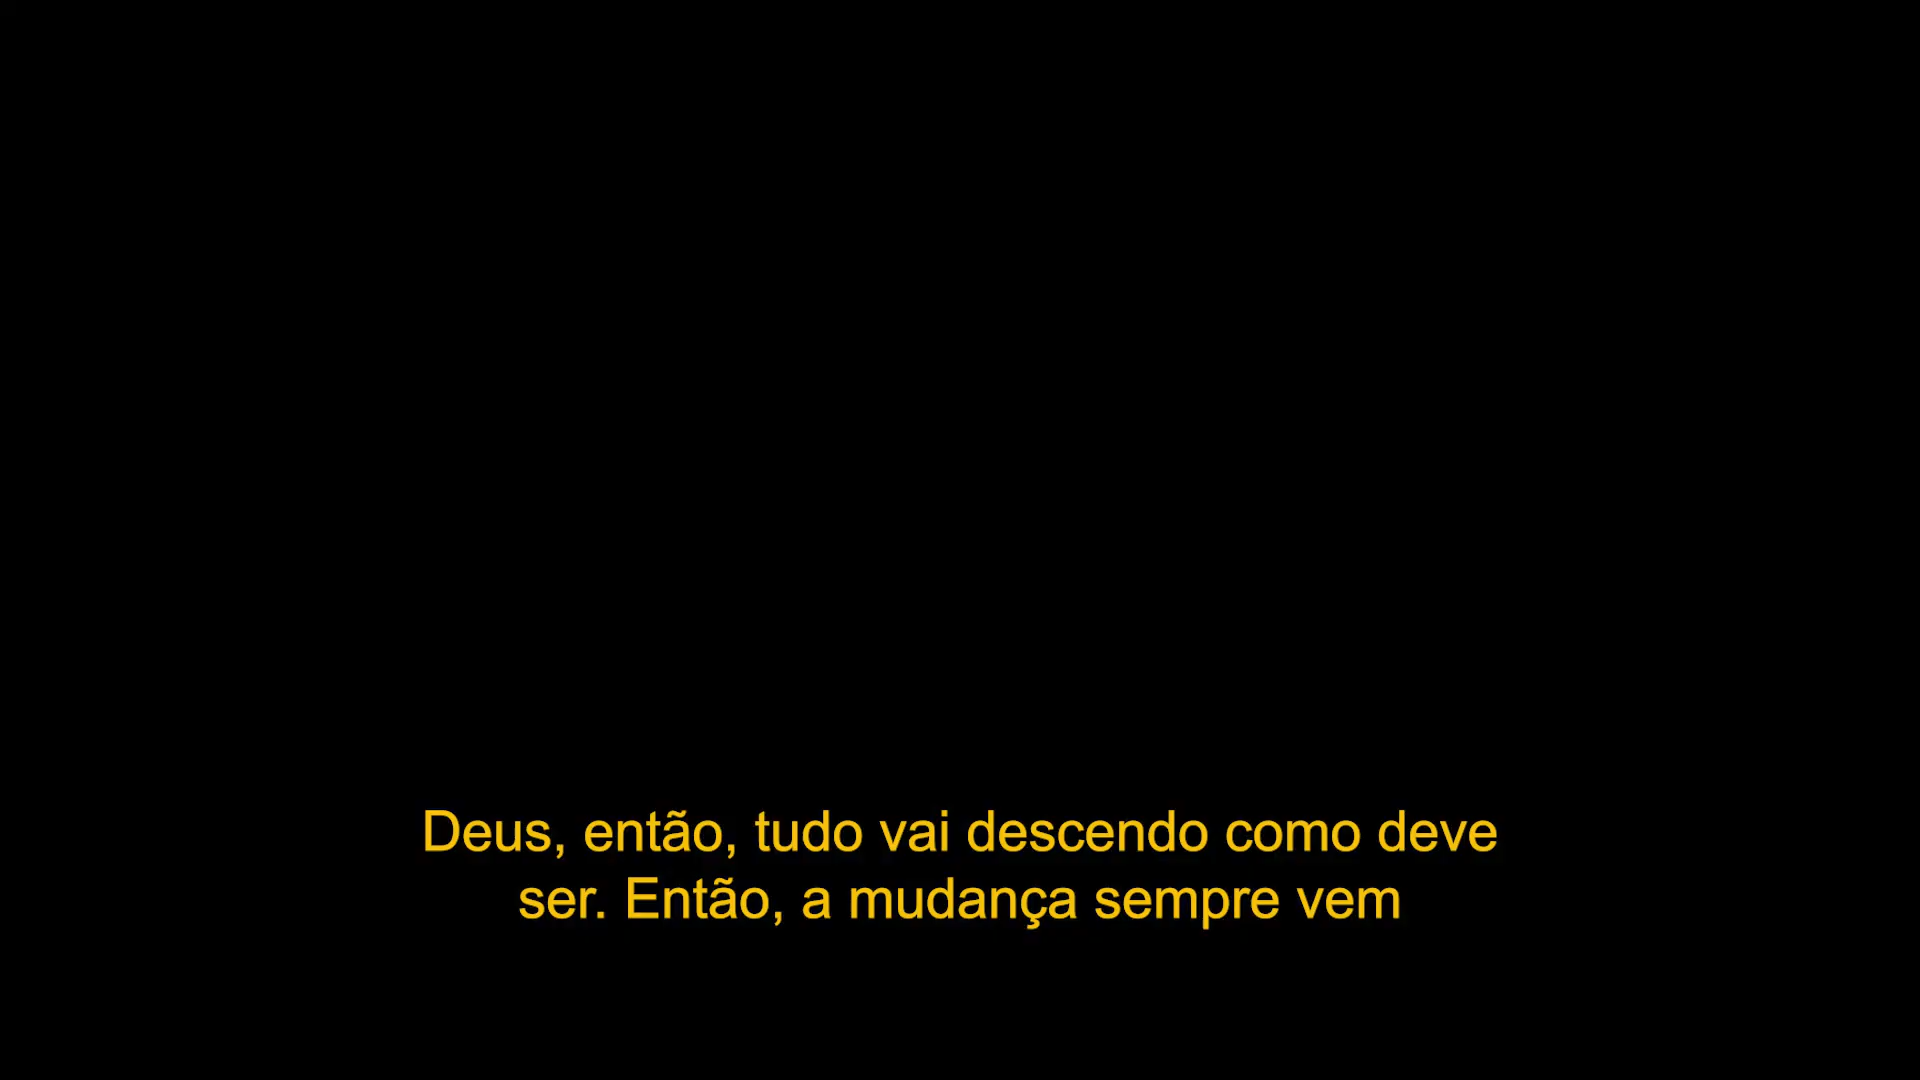 Deus, então, tudo vai descendo como deve
ser. Então, a mudança sempre vem